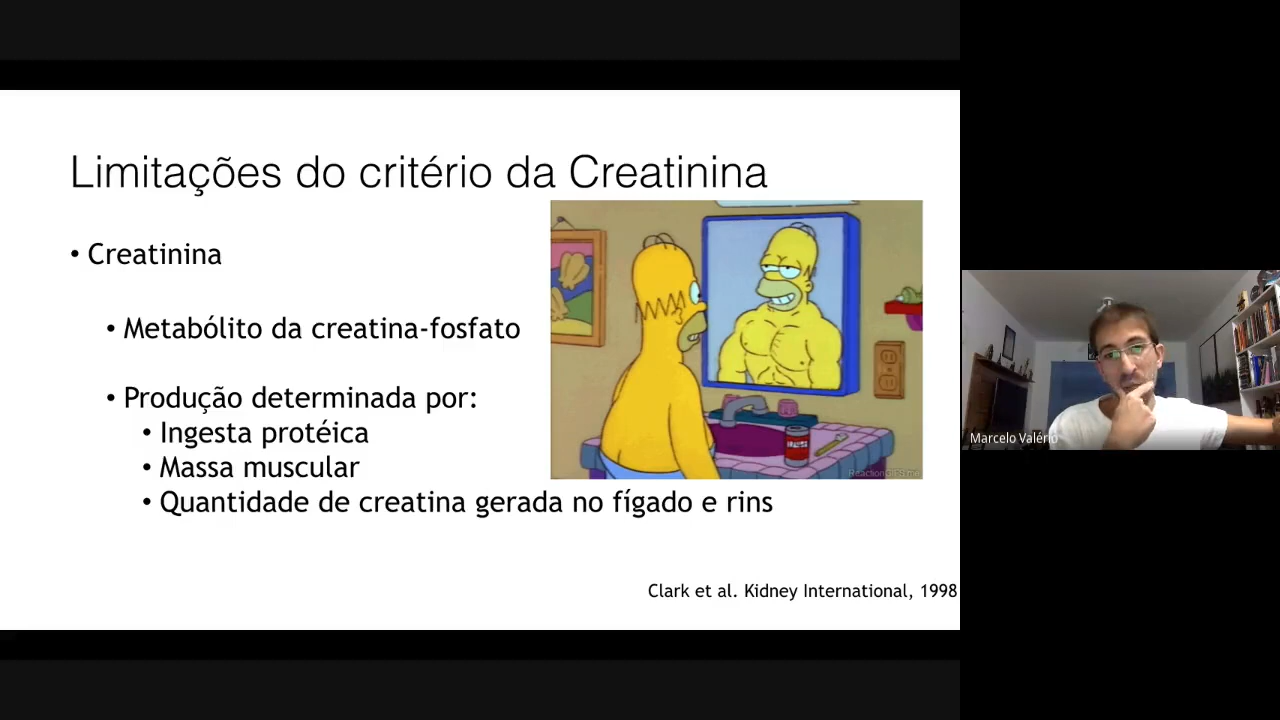 Limitações do critério da Creatinina
• Creatinina
• Metabólito da creatina-fosfato
• Produção determinada por:
• Ingesta protéica
• Massa muscular
• Quantidade de creatina gerada no fígado e rins
Clark et al. Kidney International, 1998
Marcelo Valério